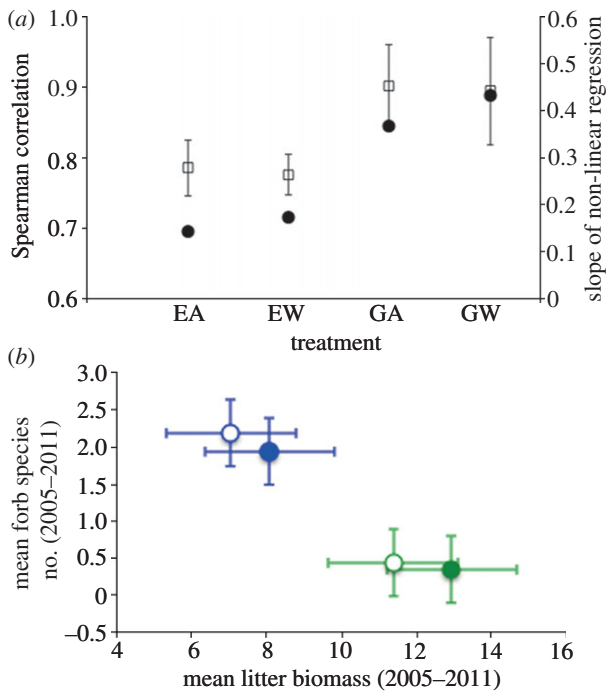 (a)
1.0
0.9
0.8
0.7
0.6
Spearman correlation
0.6
0.5
0.4
0.3
0.2
0.1
0
slope of non-linear regression
EA EW GA GW
treatment
(b)
3.0
2.5
2.0
1.5
1.0
0.5
0
–0.5
mean forb species
no. (2005–2011)
4 6 8 10 12 14 16
mean litter biomass (2005–2011)